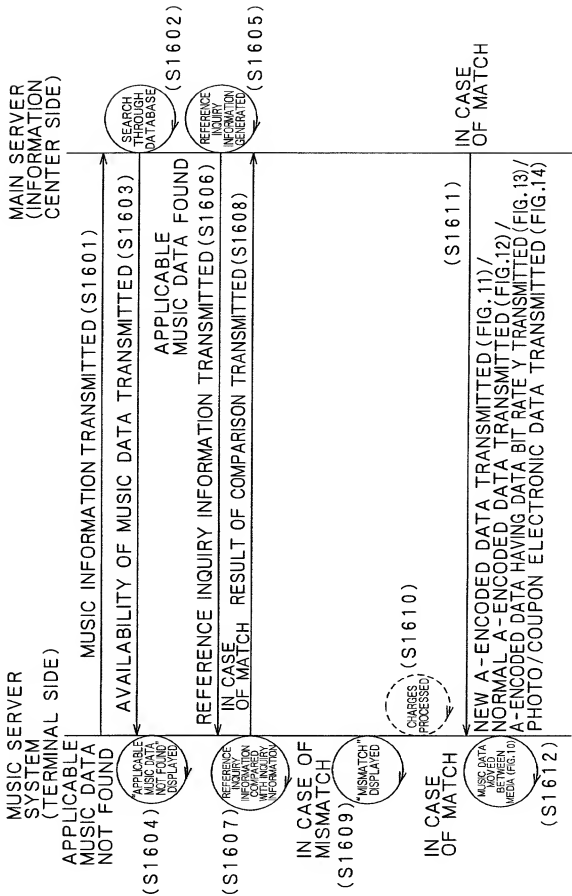 MUSIC SERVER
SYSTEM
(TERMINAL SIDE)
MAIN SERVER
(INFORMATION
CENTER SIDE)
APPLICABLE
MUSIC DATA
NOT FOUND
MUSIC INFORMATION TRANSMITTED (S1601)
SEARCH
THROUGH
DATABASE
(S1602)
AVAILABILITY OF MUSIC DATA TRANSMITTED (S1603)
"APPLICABLE
MUSIC DATA
NOT FOUND"
DISPLAYED
(S1604)
APPLICABLE
MUSIC DATA FOUND
REFERENCE
INQUIRY
INFORMATION
GENERATED
(S1605)
REFERENCE INQUIRY INFORMATION TRANSMITTED (S1606)
REFERENCE
INQUIRY
INFORMATION
COMPARED
WITH INQUIRY
INFORMATION
(S1607)
IN CASE
OF MATCH
RESULT OF COMPARISON TRANSMITTED (S1608)
IN CASE OF
MISMATCH
(S1609)
"MISMATCH"
DISPLAYED
CHARGES
PROCESSED
(S1610)
IN CASE
OF MATCH
(S1611)
IN CASE
OF MATCH
NEW A-ENCODED DATA TRANSMITTED (FIG.11)/
NORMAL A-ENCODED DATA TRANSMITTED (FIG.12)/
A-ENCODED DATA HAVING DATA BIT RATE Y TRANSMITTED (FIG.13)/
PHOTO/COUPON ELECTRONIC DATA TRANSMITTED (FIG.14)
MUSIC DATA
MOVED
BETWEEN
MEDIA (FIG.10)
(S1612)